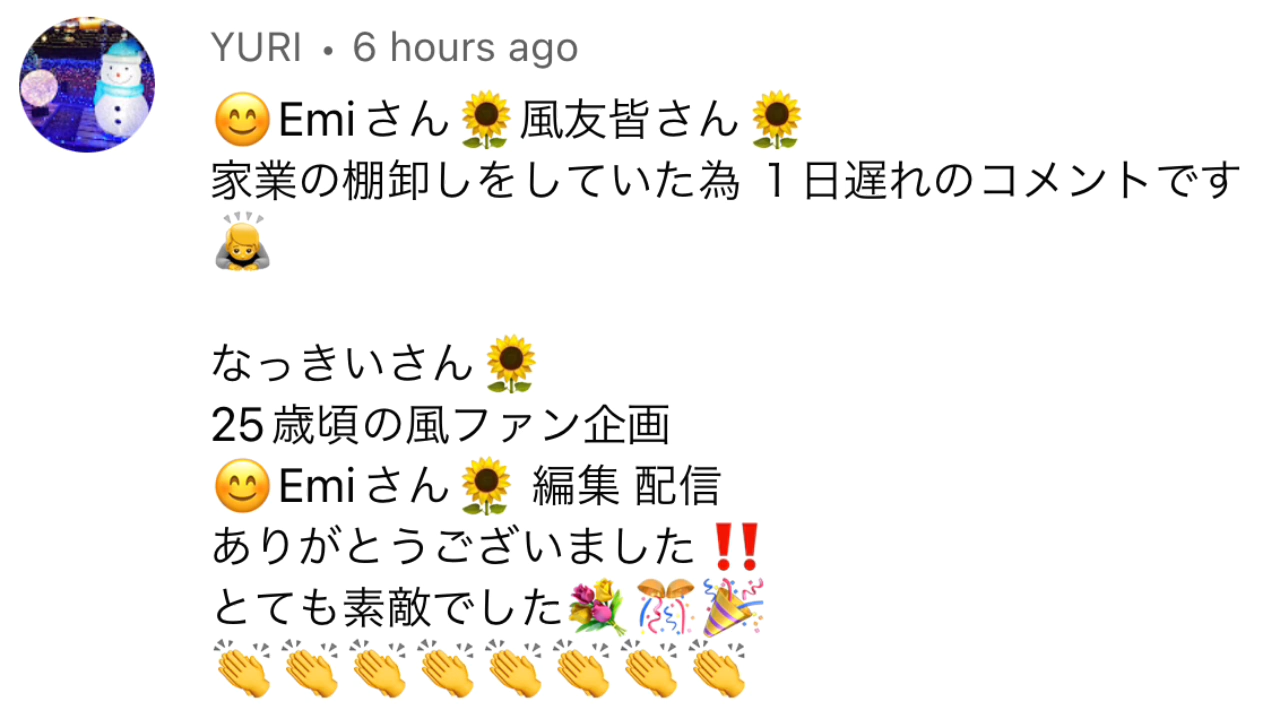 YURI • 6 hours ago
😊Emiさん🌻風友皆さん🌻
家業の棚卸しをしていた為 １日遅れのコメントです
🙇
なっきいさん🌻
25歳頃の風ファン企画
😊Emiさん🌻 編集 配信
ありがとうございました‼️
とても素敵でした💐🎊🎉
👏👏👏👏👏👏👏👏